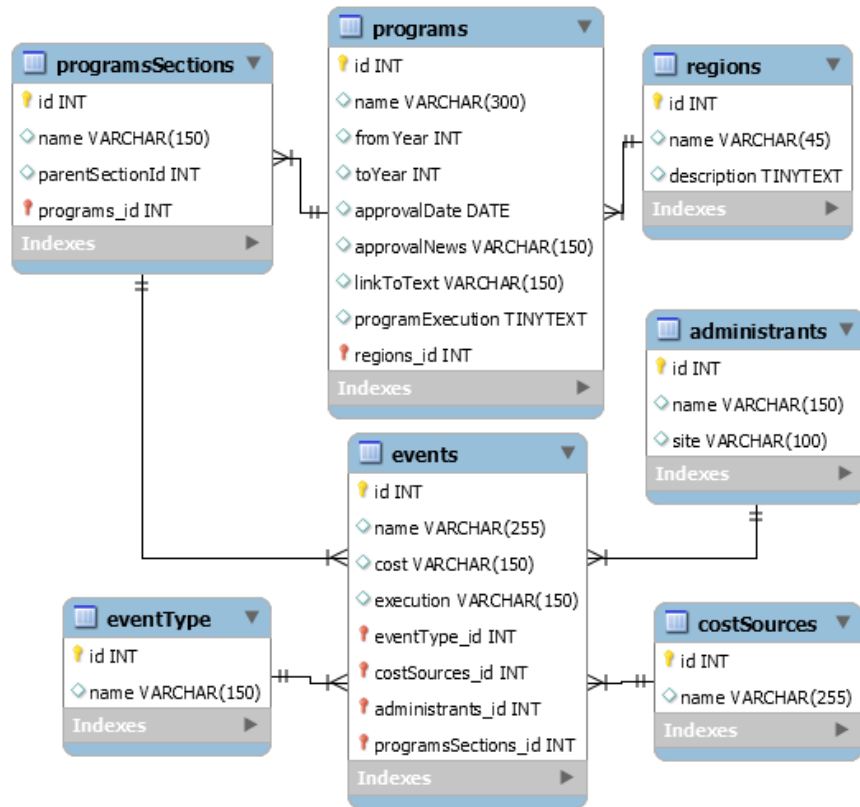 programsSections
id INT
name VARCHAR(150)
parentSectionId INT
programs_id INT
Indexes
programs
id INT
name VARCHAR(300)
fromYear INT
toYear INT
approvalDate DATE
approvalNews VARCHAR(150)
linkToText VARCHAR(150)
programExecution TINYTEXT
regions_id INT
Indexes
regions
id INT
name VARCHAR(45)
description TINYTEXT
Indexes
administrants
id INT
name VARCHAR(150)
site VARCHAR(100)
Indexes
events
id INT
name VARCHAR(255)
cost VARCHAR(150)
execution VARCHAR(150)
eventType_id INT
costSources_id INT
administrants_id INT
programsSections_id INT
Indexes
eventType
id INT
name VARCHAR(150)
Indexes
costSources
id INT
name VARCHAR(255)
Indexes